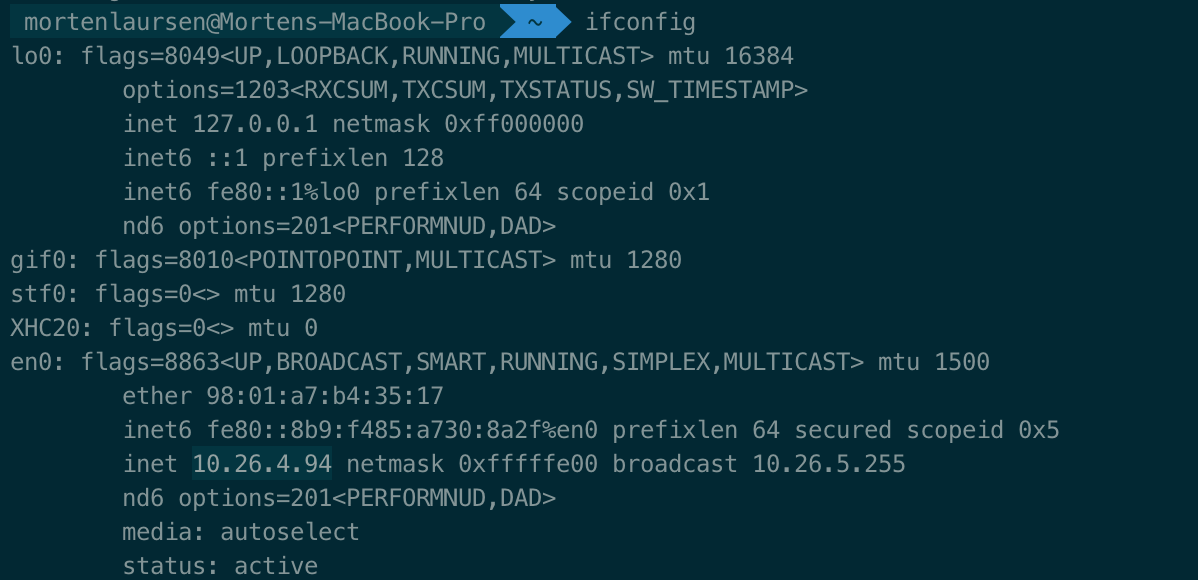 mortenlaursen@Mortens-MacBook-Pro ~ ifconfig
lo0: flags=8049<UP,LOOPBACK,RUNNING,MULTICAST> mtu 16384
options=1203<RXCSUM,TXCSUM,TXSTATUS,SW_TIMESTAMP>
inet 127.0.0.1 netmask 0xff000000
inet6 ::1 prefixlen 128
inet6 fe80::1%lo0 prefixlen 64 scopeid 0x1
nd6 options=201<PERFORMNUD,DAD>
gif0: flags=8010<POINTOPOINT,MULTICAST> mtu 1280
stf0: flags=0<> mtu 1280
XHC20: flags=0<> mtu 0
en0: flags=8863<UP,BROADCAST,SMART,RUNNING,SIMPLEX,MULTICAST> mtu 1500
ether 98:01:a7:b4:35:17
inet6 fe80::8b9:f485:a730:8a2f%en0 prefixlen 64 secured scopeid 0x5
inet 10.26.4.94 netmask 0xfffffe00 broadcast 10.26.5.255
nd6 options=201<PERFORMNUD,DAD>
media: autoselect
status: active